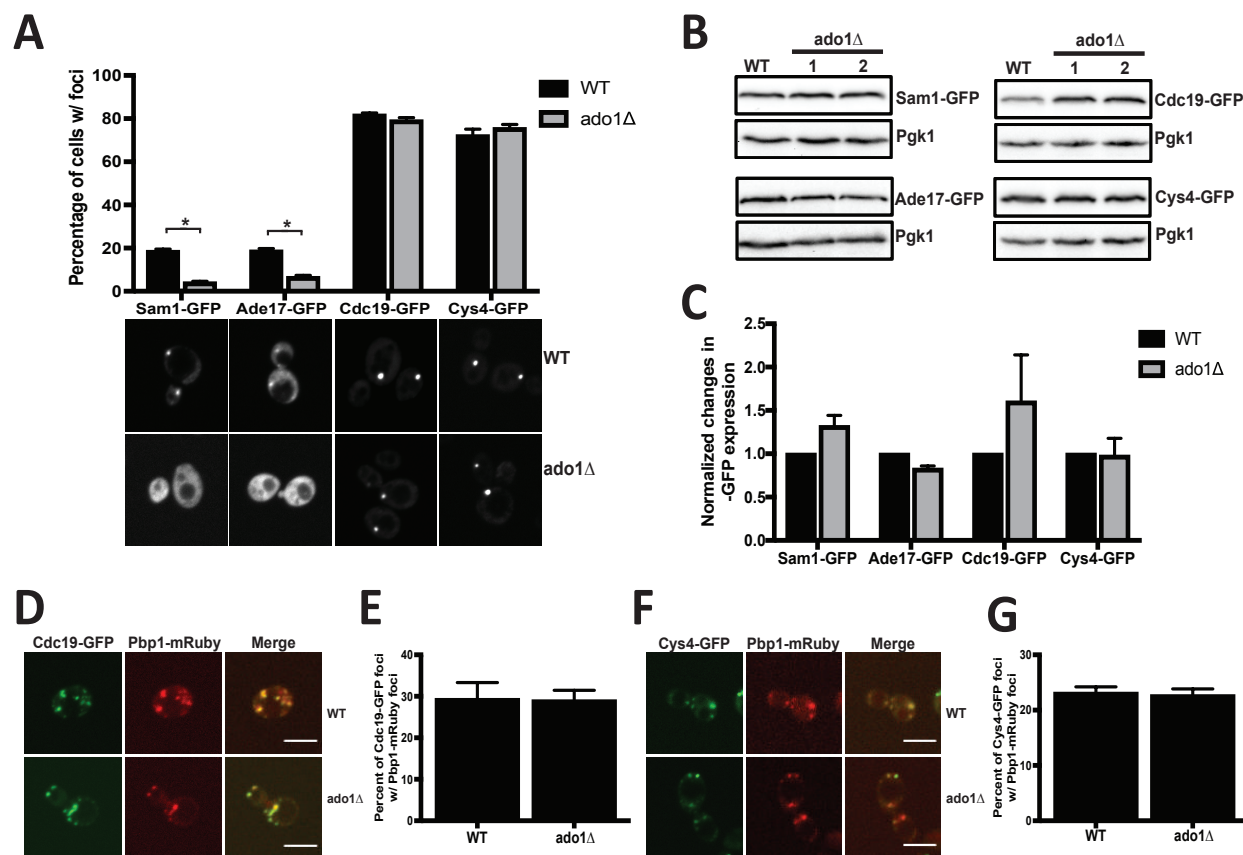 A
Percentage of cells w/ foci
100
80
60
40
20
0
*
*
WT
ado1Δ
Sam1-GFP Ade17-GFP Cdc19-GFP Cys4-GFP
WT
ado1Δ
B
ado1Δ
WT 1 2
Sam1-GFP
Pgk1
Ade17-GFP
Pgk1
ado1Δ
WT 1 2
Cdc19-GFP
Pgk1
Cys4-GFP
Pgk1
C
Normalized changes in
-GFP expression
2.5
2.0
1.5
1.0
0.5
0.0
WT
ado1Δ
Sam1-GFP Ade17-GFP Cdc19-GFP Cys4-GFP
D
Cdc19-GFP Pbp1-mRuby Merge
WT
ado1Δ
E
Percent of Cdc19-GFP foci
w/ Pbp1-mRuby foci
40
30
20
10
0
WT ado1Δ
F
Cys4-GFP Pbp1-mRuby Merge
WT
ado1Δ
G
Percent of Cys4-GFP foci
w/ Pbp1-mRuby foci
30
20
10
0
WT ado1Δ